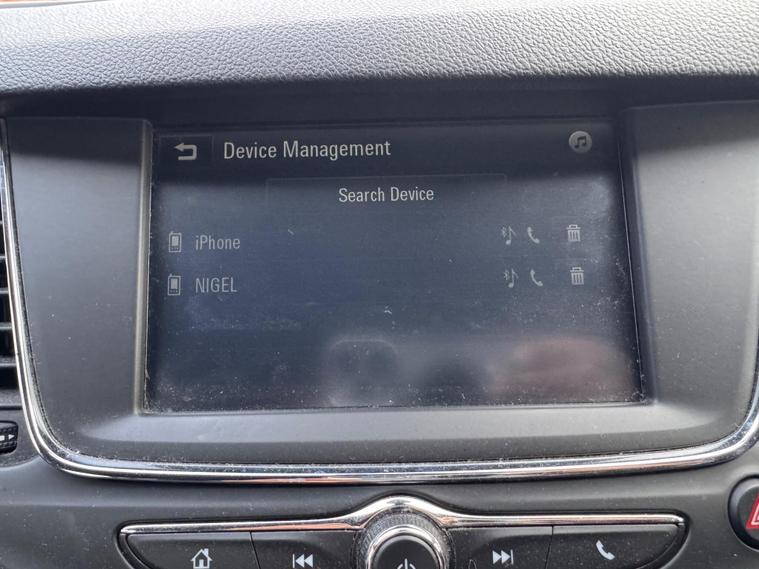 Device Management
Search Device
iPhone
NIGEL